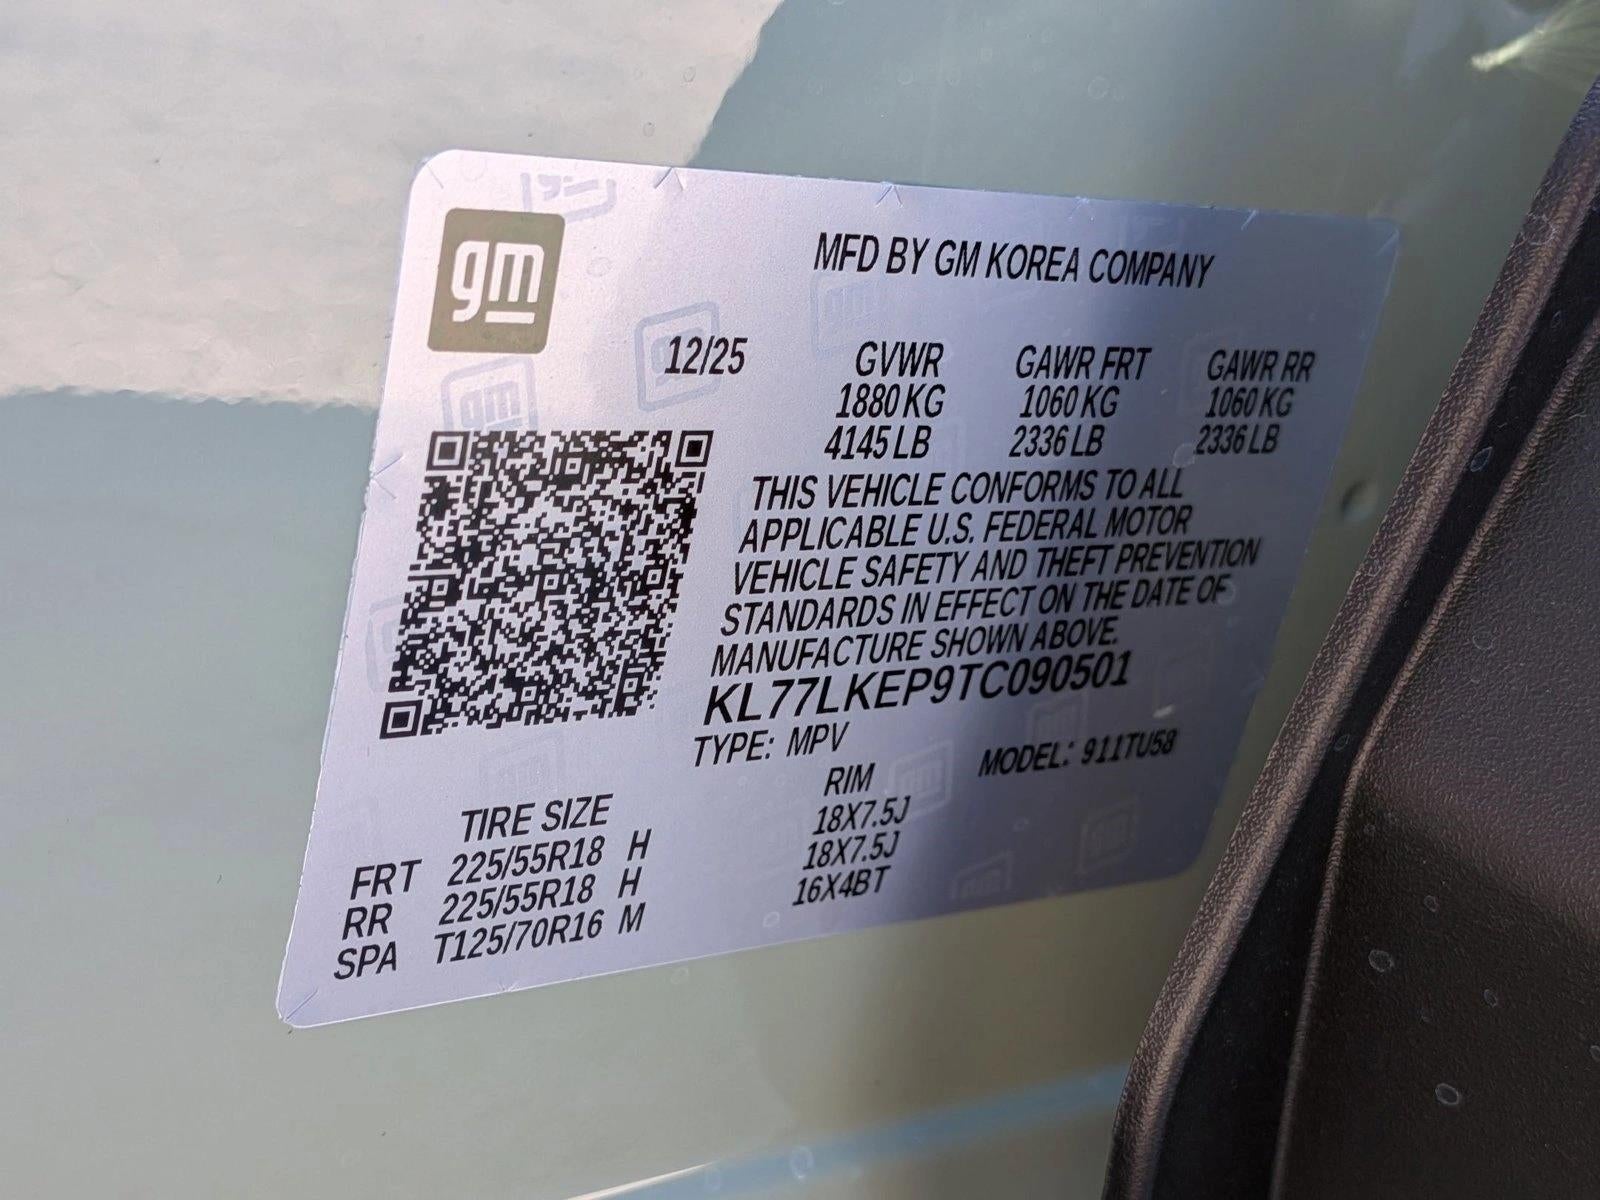 gm
MFD BY GM KOREA COMPANY
12/25
GVWR GAWR FRT GAWR RR
1880 KG 1060 KG 1060 KG
4145 LB 2336 LB 2336 LB
THIS VEHICLE CONFORMS TO ALL
APPLICABLE U.S. FEDERAL MOTOR
VEHICLE SAFETY AND THEFT PREVENTION
STANDARDS IN EFFECT ON THE DATE OF
MANUFACTURE SHOWN ABOVE.
KL77LKEP9TC090501
TYPE: MPV MODEL: 911TU58
TIRE SIZE RIM
FRT 225/55R18 H 18X7.5J
RR 225/55R18 H 18X7.5J
SPA T125/70R16 M 16X4BT